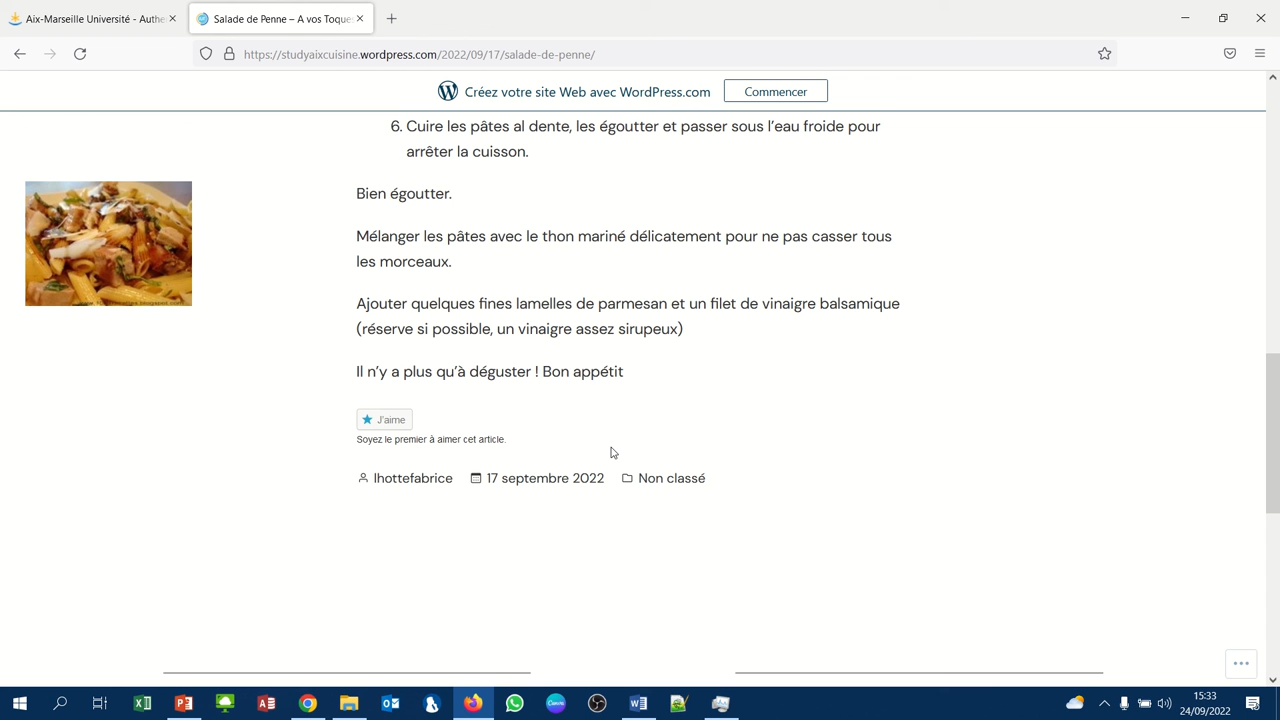 Aix-Marseille Université - Authe
Salade de Penne – A vos Toques
https://studyaixcuisine.wordpress.com/2022/09/17/salade-de-penne/
Créez votre site Web avec WordPress.com
Commencer
6. Cuire les pâtes al dente, les égoutter et passer sous l’eau froide pour
arrêter la cuisson.
Bien égoutter.
Mélanger les pâtes avec le thon mariné délicatement pour ne pas casser tous
les morceaux.
Ajouter quelques fines lamelles de parmesan et un filet de vinaigre balsamique
(réserve si possible, un vinaigre assez sirupeux)
Il n’y a plus qu’à déguster ! Bon appétit
J’aime
Soyez le premier à aimer cet article.
lhottefabrice 17 septembre 2022 Non classé
15:33
24/09/2022